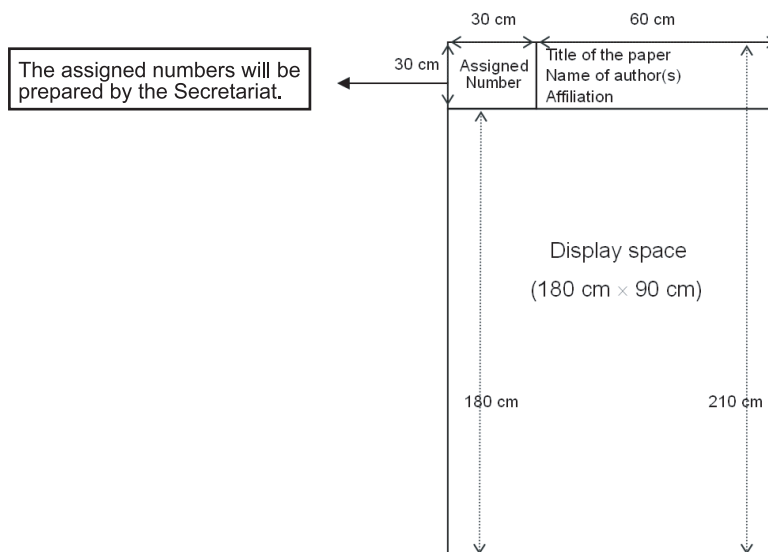 30 cm
60 cm
The assigned numbers will be
prepared by the Secretariat.
30 cm
Assigned
Number
Title of the paper
Name of author(s)
Affiliation
Display space
(180 cm × 90 cm)
180 cm
210 cm